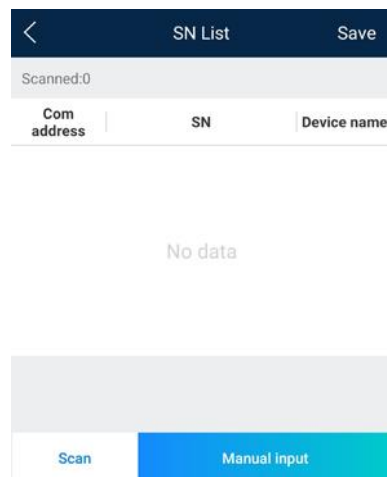 SN List Save
Scanned:0
Com address SN Device name
No data
Scan Manual input